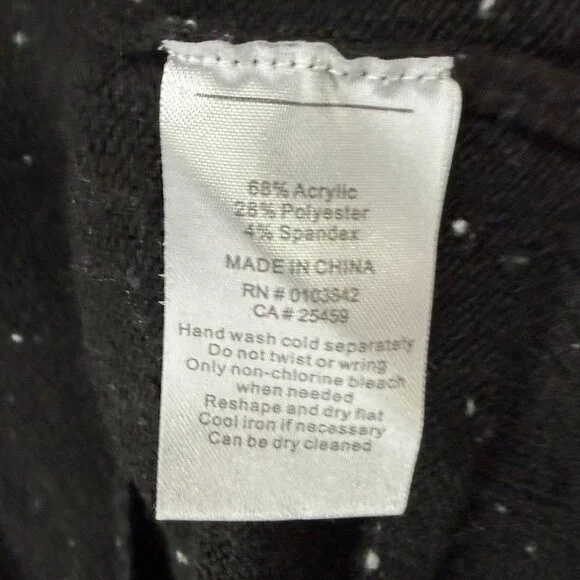 68% Acrylic
28% Polyester
4% Spandex
MADE IN CHINA
RN # 0103642
CA # 25459
Hand wash cold separately
Do not twist or wring
Only non-chlorine bleach
when needed
Reshape and dry flat
Cool iron if necessary
Can be dry cleaned